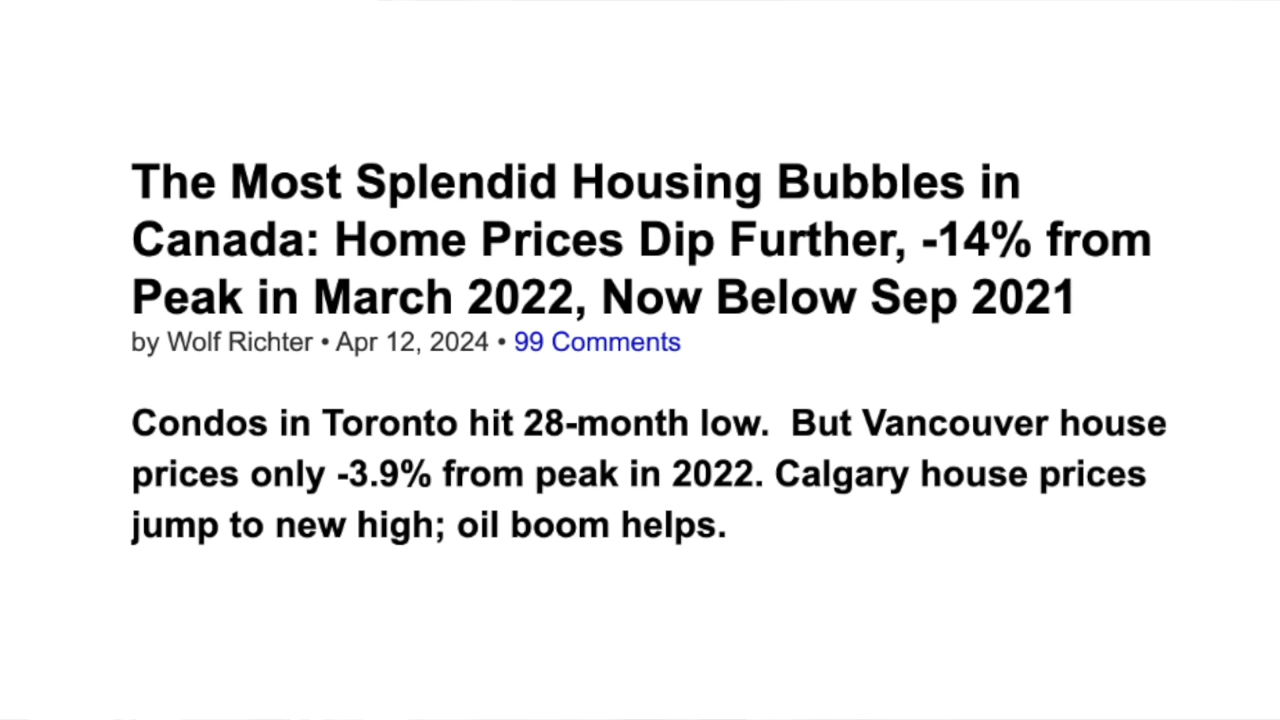 The Most Splendid Housing Bubbles in
Canada: Home Prices Dip Further, -14% from
Peak in March 2022, Now Below Sep 2021
by Wolf Richter • Apr 12, 2024 • 99 Comments
Condos in Toronto hit 28-month low.  But Vancouver house
prices only -3.9% from peak in 2022. Calgary house prices
jump to new high; oil boom helps.